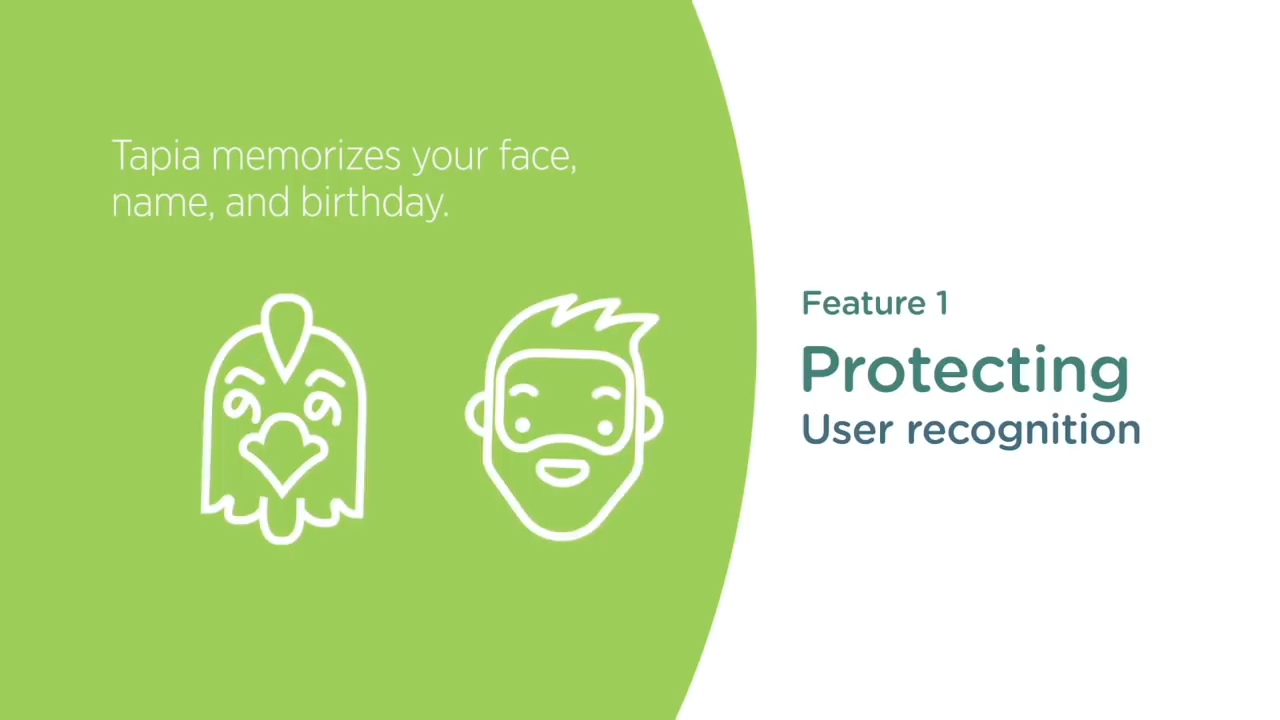 Tapia memorizes your face,
name, and birthday.
Feature 1
Protecting
User recognition